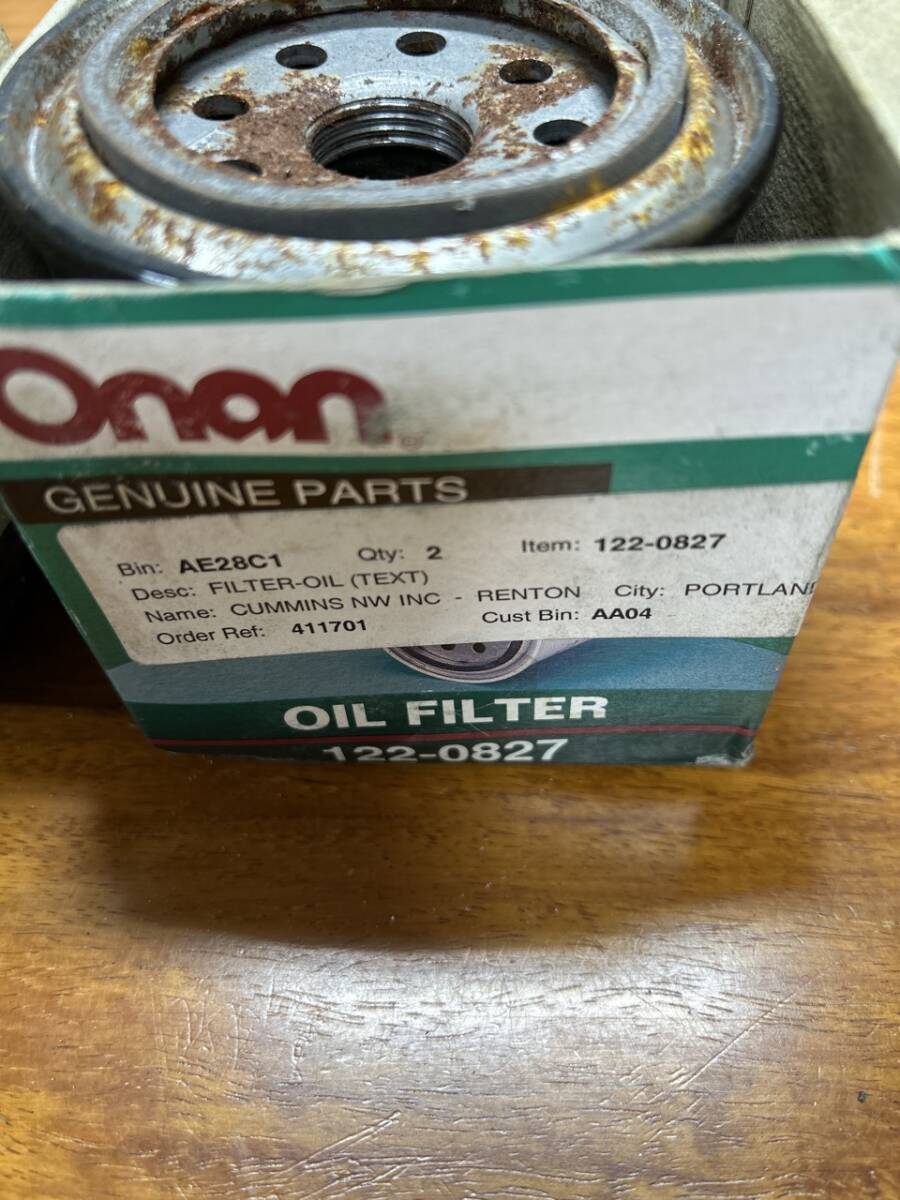 Onan
GENUINE PARTS
Bin: AE28C1 Qty: 2 Item: 122-0827
Desc: FILTER-OIL (TEXT)
Name: CUMMINS NW INC - RENTON City: PORTLAN
Order Ref: 411701 Cust Bin: AA04
OIL FILTER
122-0827